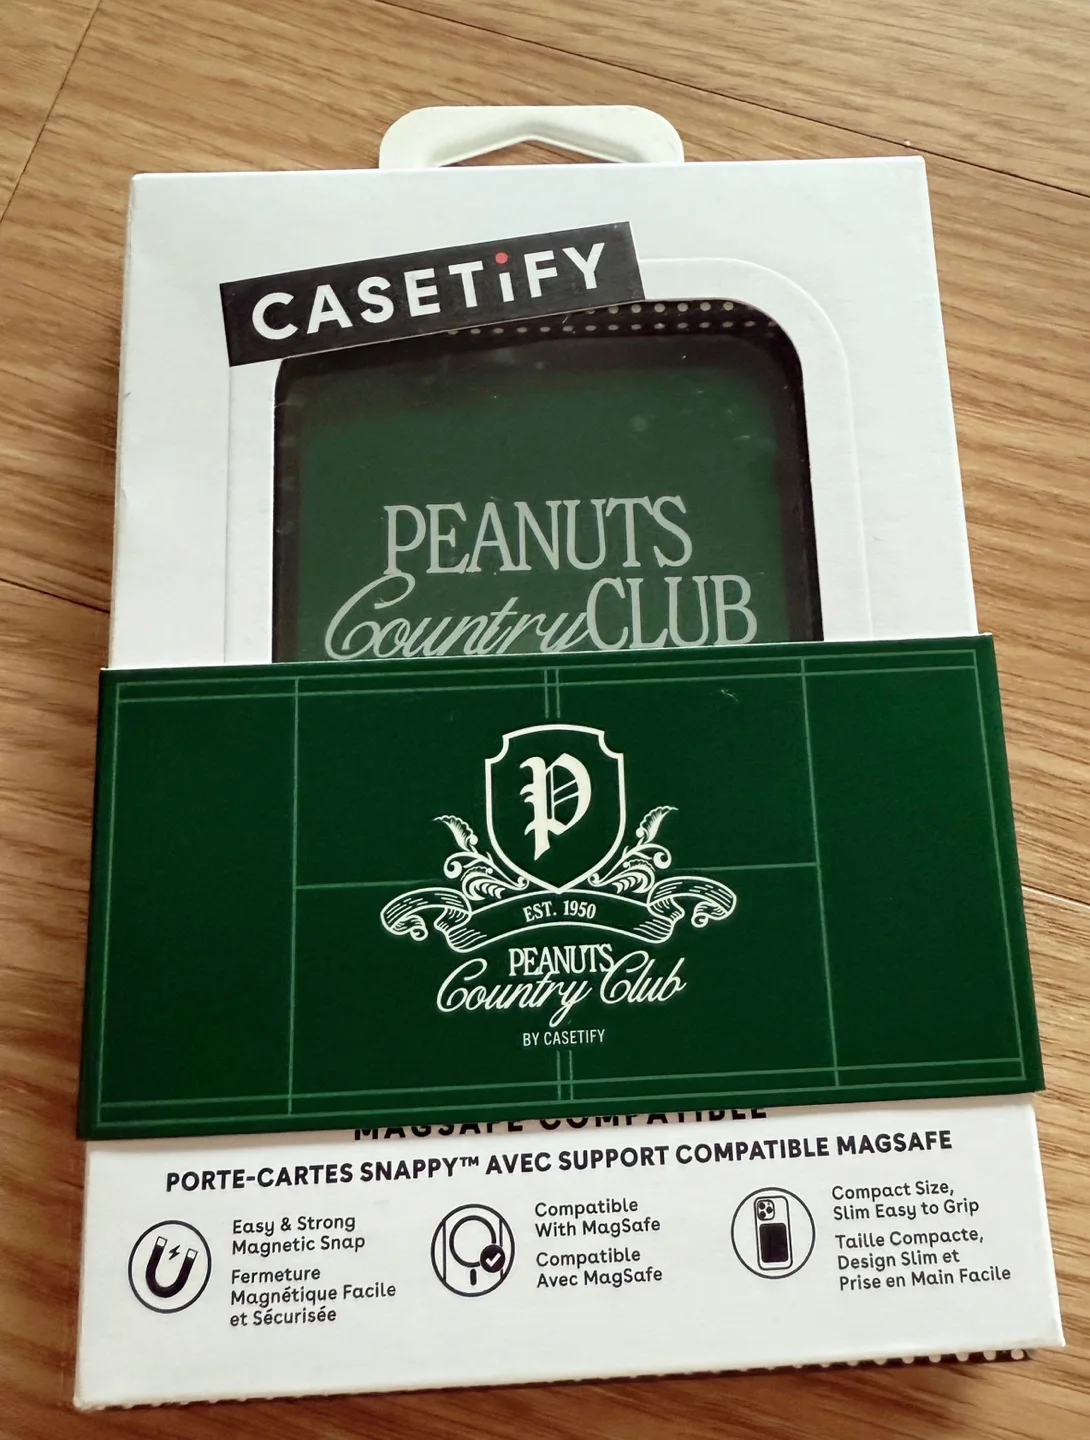 CASETiFY
PEANUTS
Country CLUB
P
EST. 1950
PEANUTS
Country Club
BY CASETIFY
MAGSAFE COMPATIBLE
PORTE-CARTES SNAPPY™ AVEC SUPPORT COMPATIBLE MAGSAFE
Easy & Strong
Magnetic Snap
Fermeture
Magnétique Facile
et Sécurisée
Compatible
With MagSafe
Compatible
Avec MagSafe
Compact Size,
Slim Easy to Grip
Taille Compacte,
Design Slim et
Prise en Main Facile